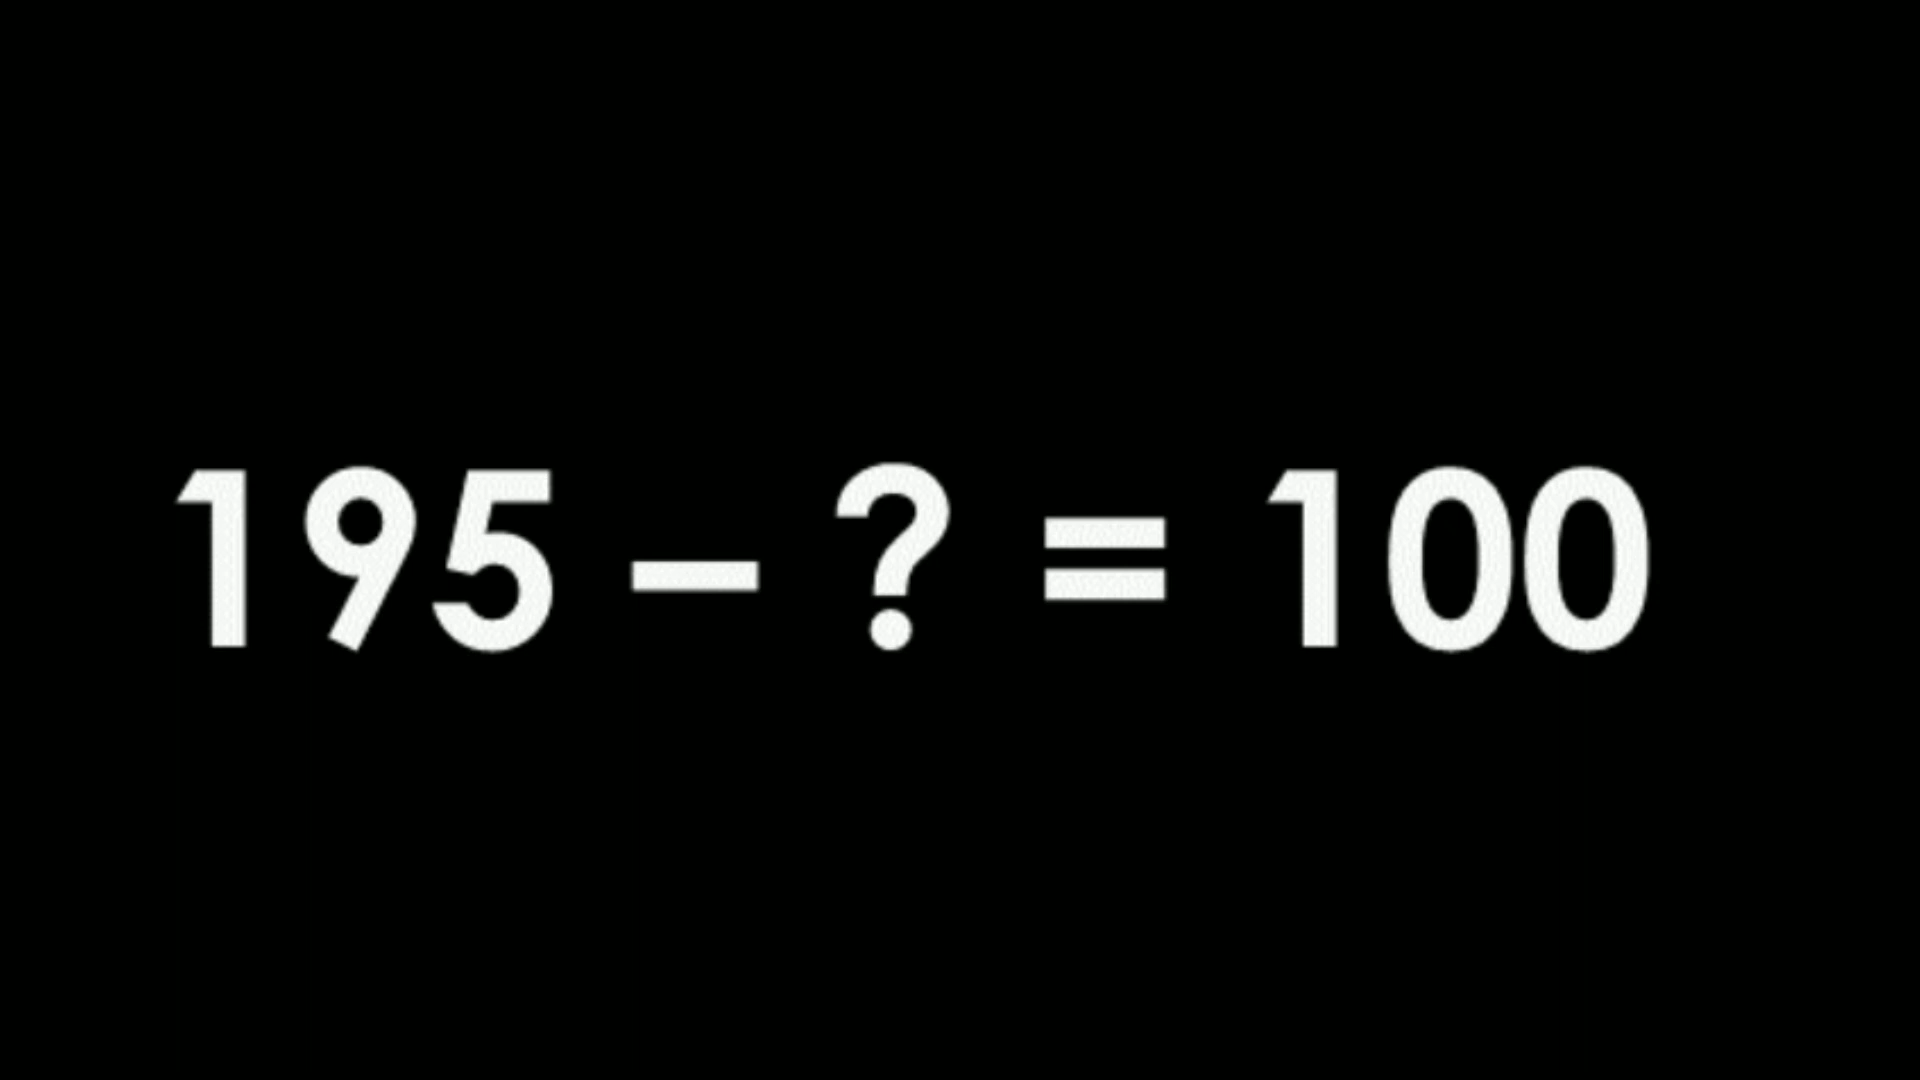 195 – ? = 100